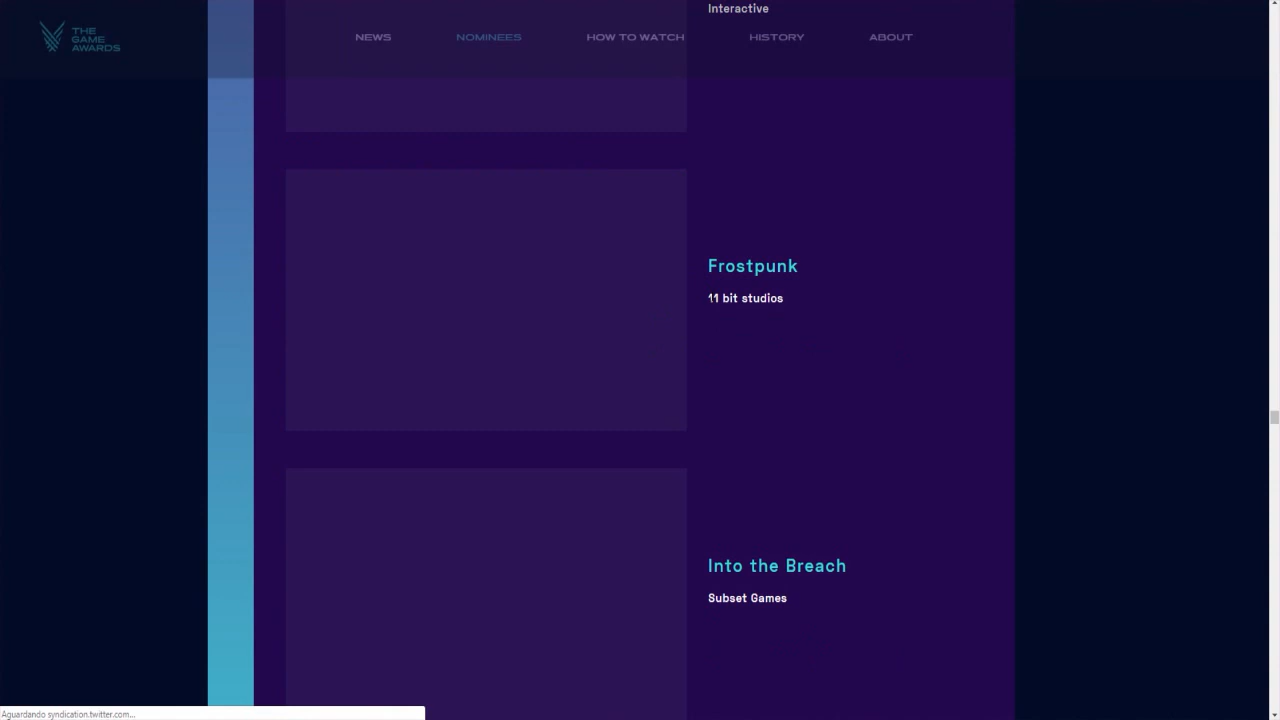 Interactive
THE
GAME
AWARDS
NEWS
NOMINEES
HOW TO WATCH
HISTORY
ABOUT
Frostpunk
11 bit studios
Into the Breach
Subset Games
Aguardando syndication.twitter.com...